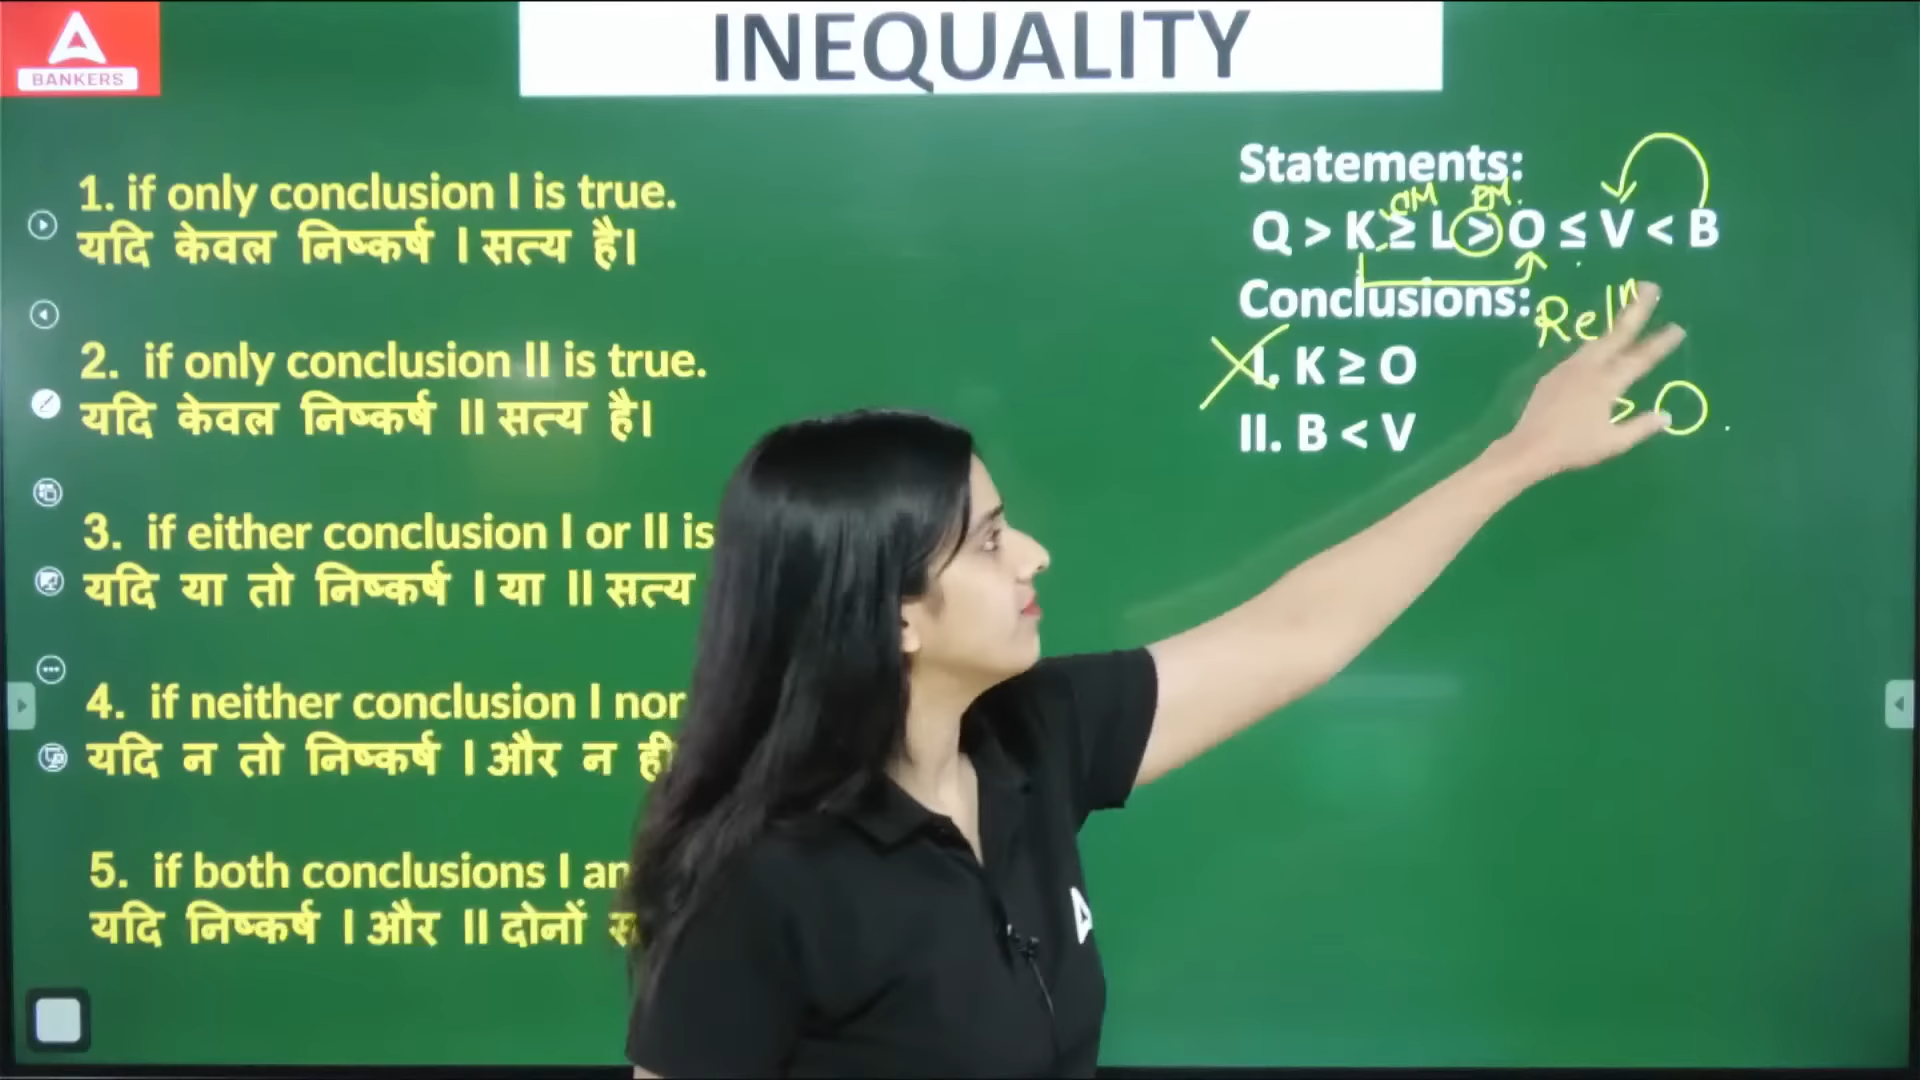 BANKERS
INEQUALITY
1. if only conclusion I is true.
यदि केवल निष्कर्ष I सत्य है।
2. if only conclusion II is true.
यदि केवल निष्कर्ष II सत्य है।
3. if either conclusion I or II is
यदि या तो निष्कर्ष I या II सत्य
4. if neither conclusion I nor
यदि न तो निष्कर्ष I और न ही
5. if both conclusions I an
यदि निष्कर्ष I और II दोनों स
Statements:
Q > K ≥ L > O ≤ V < B
Conclusions:
Reln
I. K ≥ O
> O
II. B < V